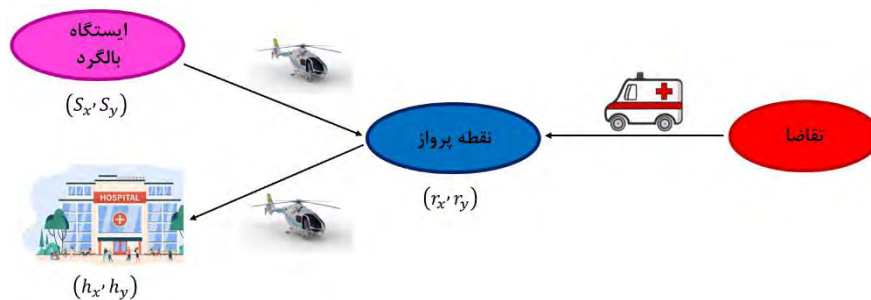 ایستگاه
بالگرد
(S_x, S_y)
نقطه پرواز
(r_x, r_y)
تقاضا
HOSPITAL
(h_x, h_y)